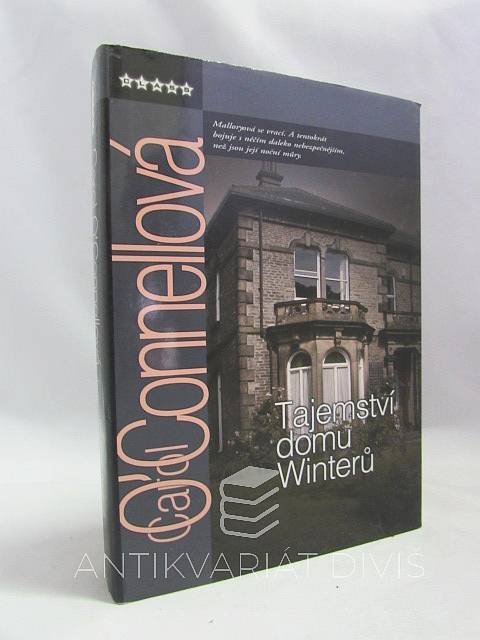 Malloryová se vrací. A tentokrát
bojuje s něčím daleko nebezpečnějším,
než jsou její noční můry.
Carol
O'Connellová
Tajemství
domu
Winterů
ANTIKVARIÁT DIVIŠ